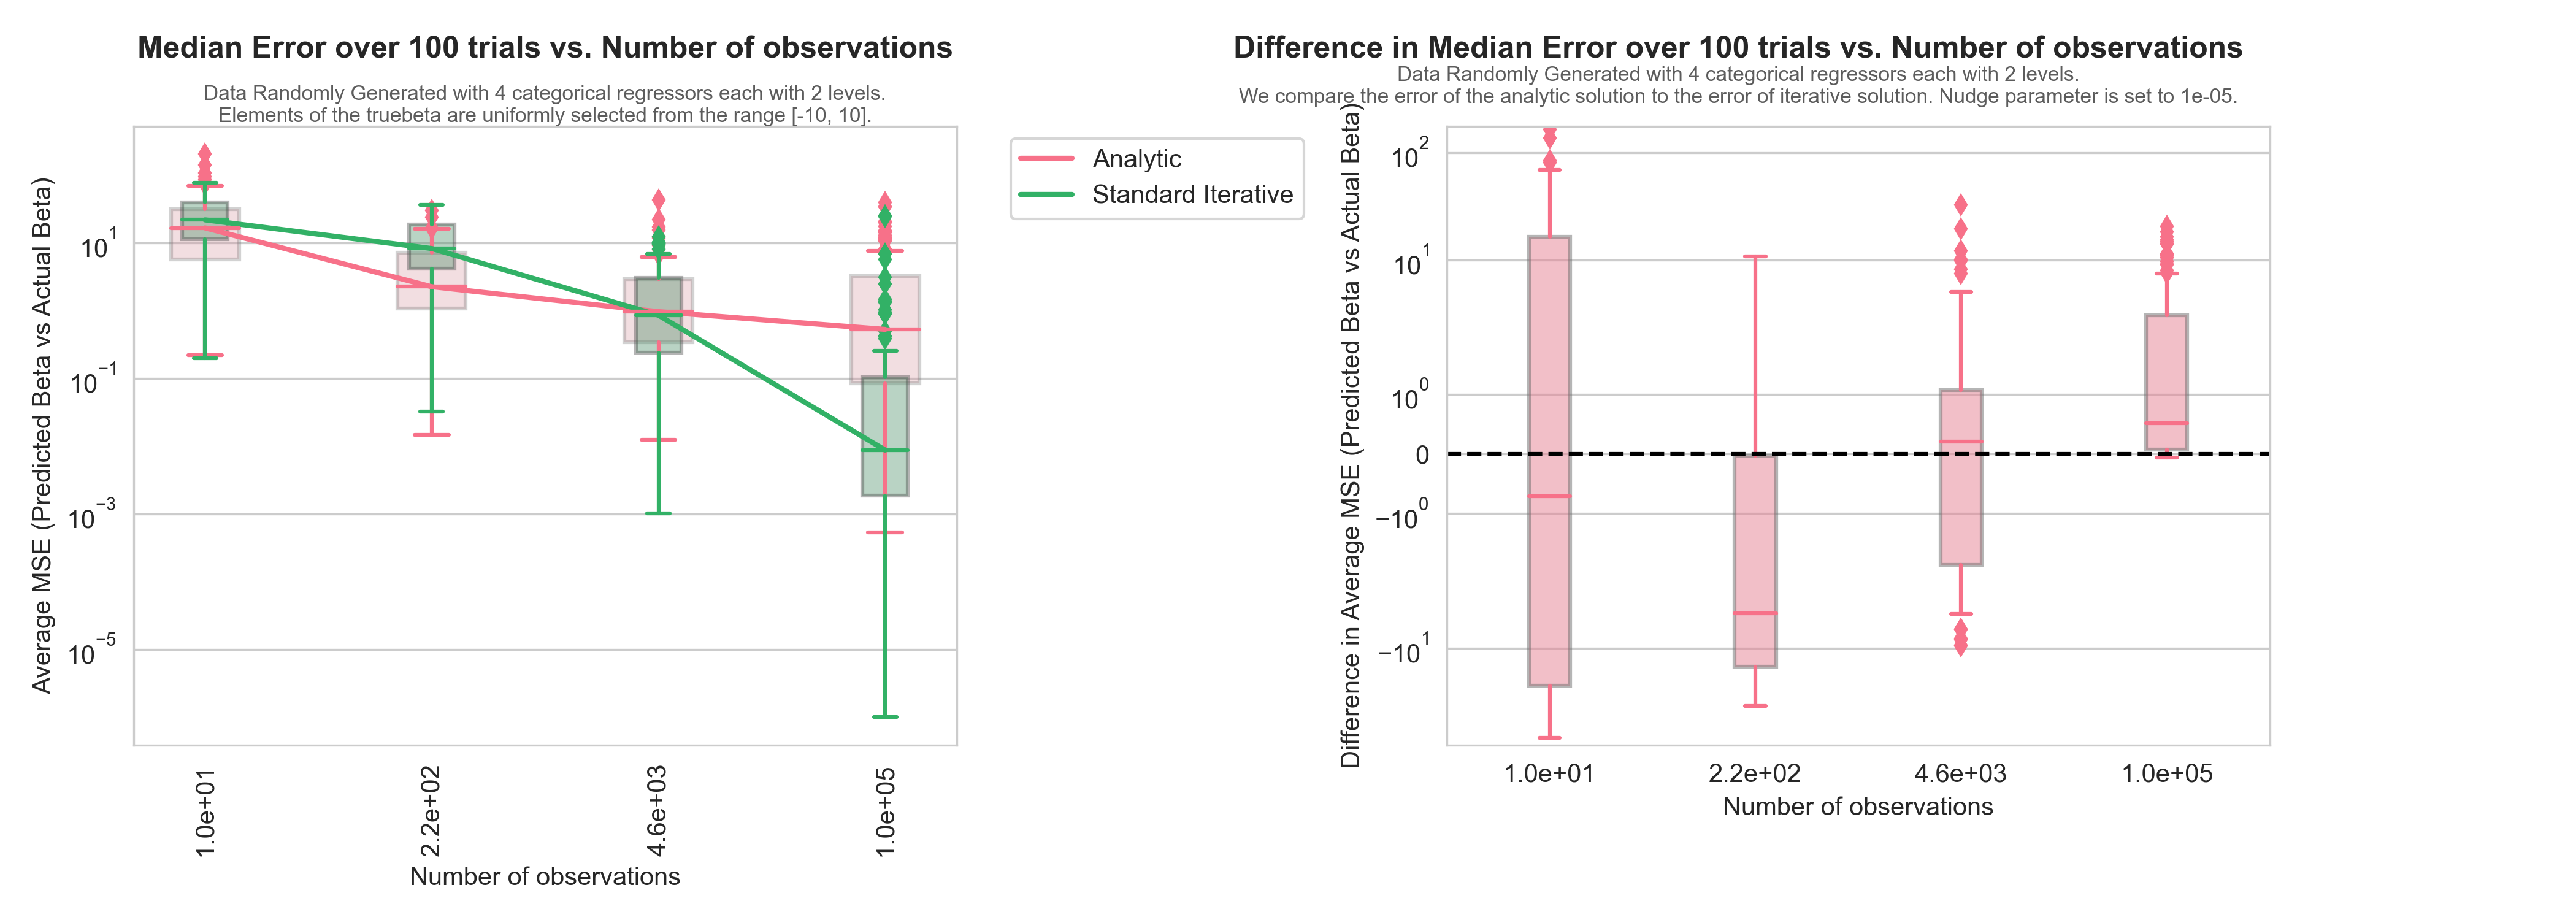 Median Error over 100 trials vs. Number of observations
Data Randomly Generated with 4 categorical regressors each with 2 levels.
Elements of the truebeta are uniformly selected from the range [-10, 10].
Average MSE (Predicted Beta vs Actual Beta)
10^1
10^−1
10^−3
10^−5
1.0e+01
2.2e+02
4.6e+03
1.0e+05
Number of observations
Analytic
Standard Iterative
Difference in Median Error over 100 trials vs. Number of observations
Data Randomly Generated with 4 categorical regressors each with 2 levels.
We compare the error of the analytic solution to the error of iterative solution. Nudge parameter is set to 1e-05.
Difference in Average MSE (Predicted Beta vs Actual Beta)
10^2
10^1
10^0
0
−10^0
−10^1
1.0e+01
2.2e+02
4.6e+03
1.0e+05
Number of observations